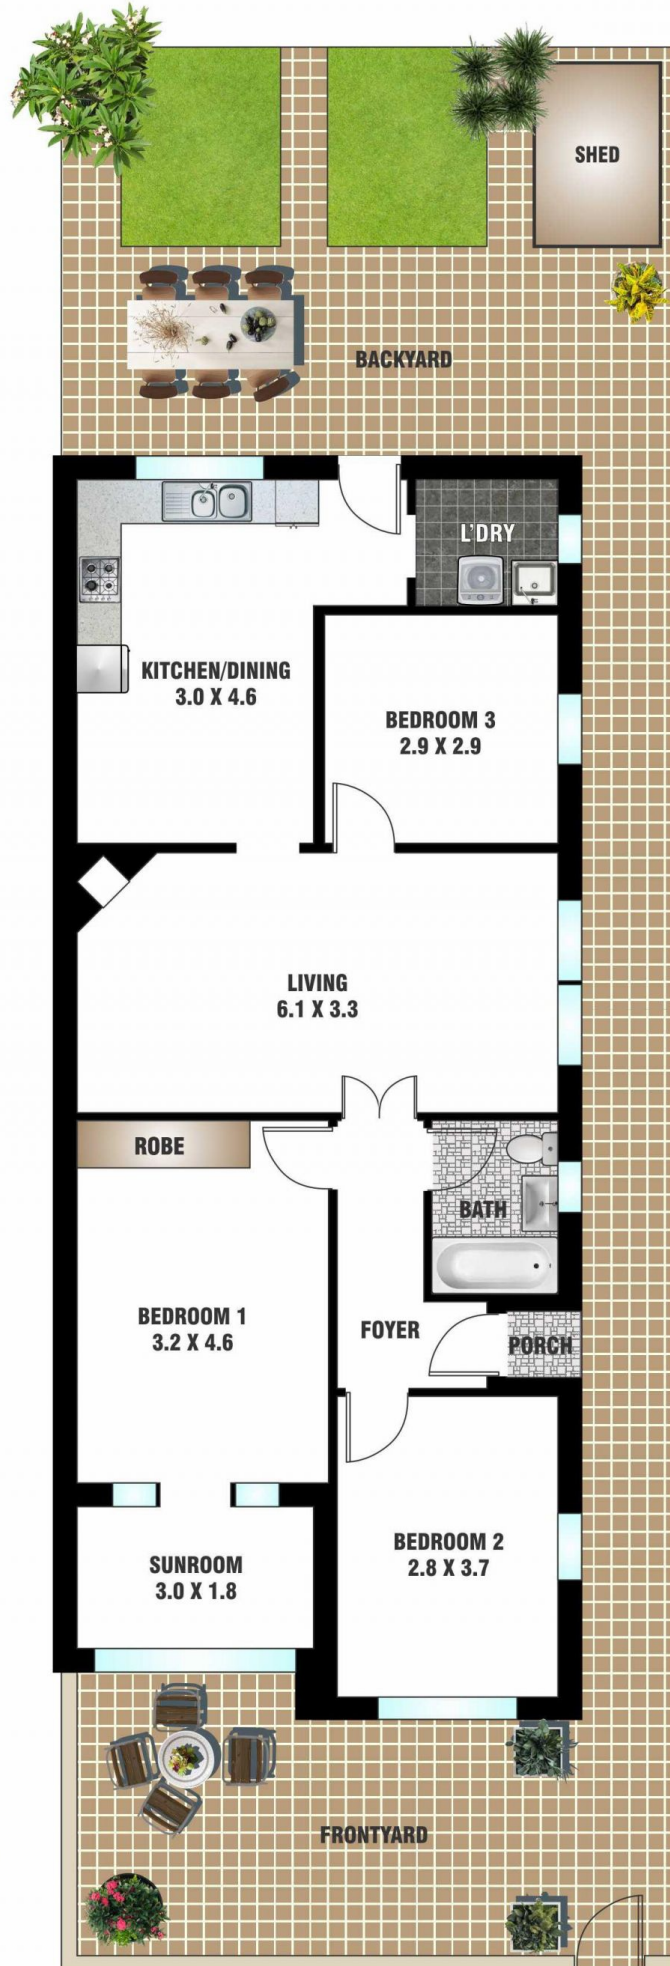 SHED
BACKYARD
L'DRY
KITCHEN/DINING
3.0 X 4.6
BEDROOM 3
2.9 X 2.9
LIVING
6.1 X 3.3
ROBE
BATH
BEDROOM 1
3.2 X 4.6
FOYER
PORCH
BEDROOM 2
2.8 X 3.7
SUNROOM
3.0 X 1.8
FRONTYARD